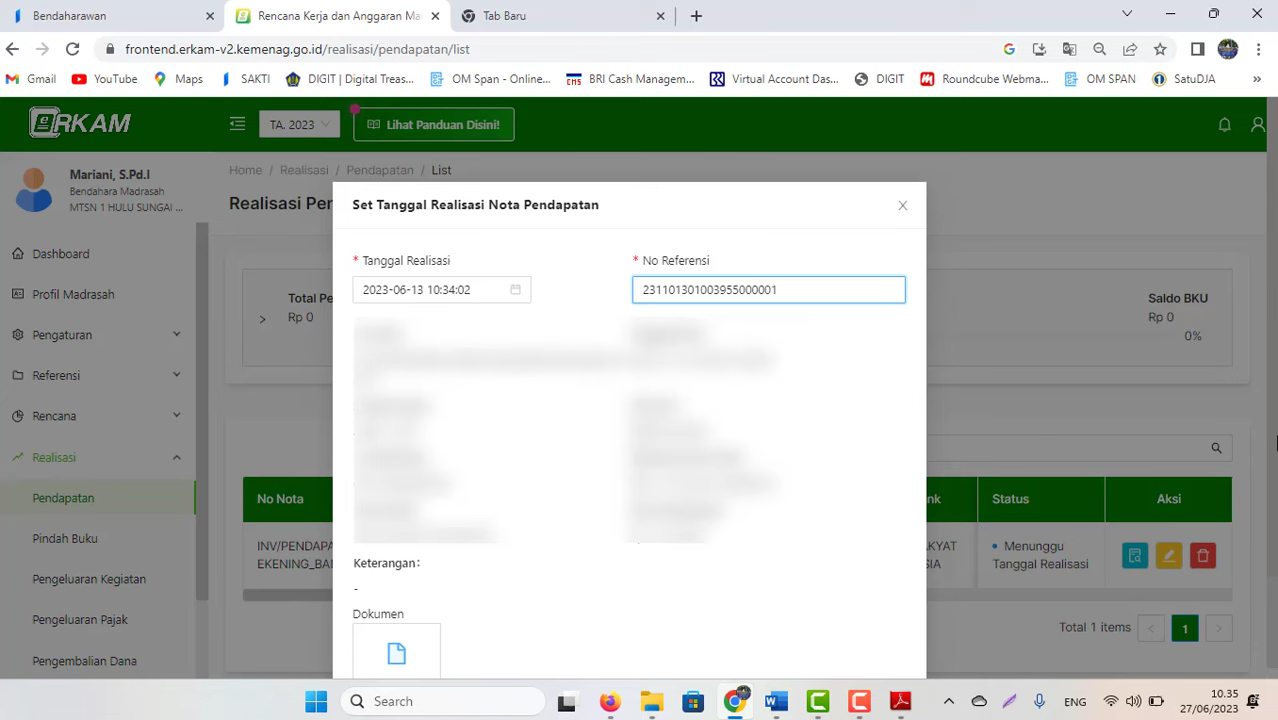 Bendaharawan
Rencana Kerja dan Anggaran Ma
Tab Baru
frontend.erkam-v2.kemenag.go.id/realisasi/pendapatan/list
Gmail
YouTube
Maps
SAKTI
DIGIT | Digital Treas...
OM Span - Online...
BRI Cash Managem...
Virtual Account Das...
DIGIT
Roundcube Webma...
OM SPAN
SatuDJA
»
eRKAM
TA. 2023
Lihat Panduan Disini!
Mariani, S.Pd.I
Bendahara Madrasah
MTSN 1 HULU SUNGAI ...
Home / Realisasi / Pendapatan / List
Realisasi Per
Dashboard
Profil Madrasah
Pengaturan
Referensi
Rencana
Realisasi
Pendapatan
Pindah Buku
Pengeluaran Kegiatan
Pengeluaran Pajak
Pengembalian Dana
Total Pe
Rp 0
Saldo BKU
Rp 0
0%
Set Tanggal Realisasi Nota Pendapatan
* Tanggal Realisasi
* No Referensi
2023-06-13 10:34:02
231101301003955000001
Keterangan:
-
Dokumen
No Nota
nk
Status
Aksi
INV/PENDAPA
EKENING_BAN
KYAT
SIA
Menunggu
Tanggal Realisasi
Total 1 items
<
1
>
Search
CMS
ENG
10.35
27/06/2023